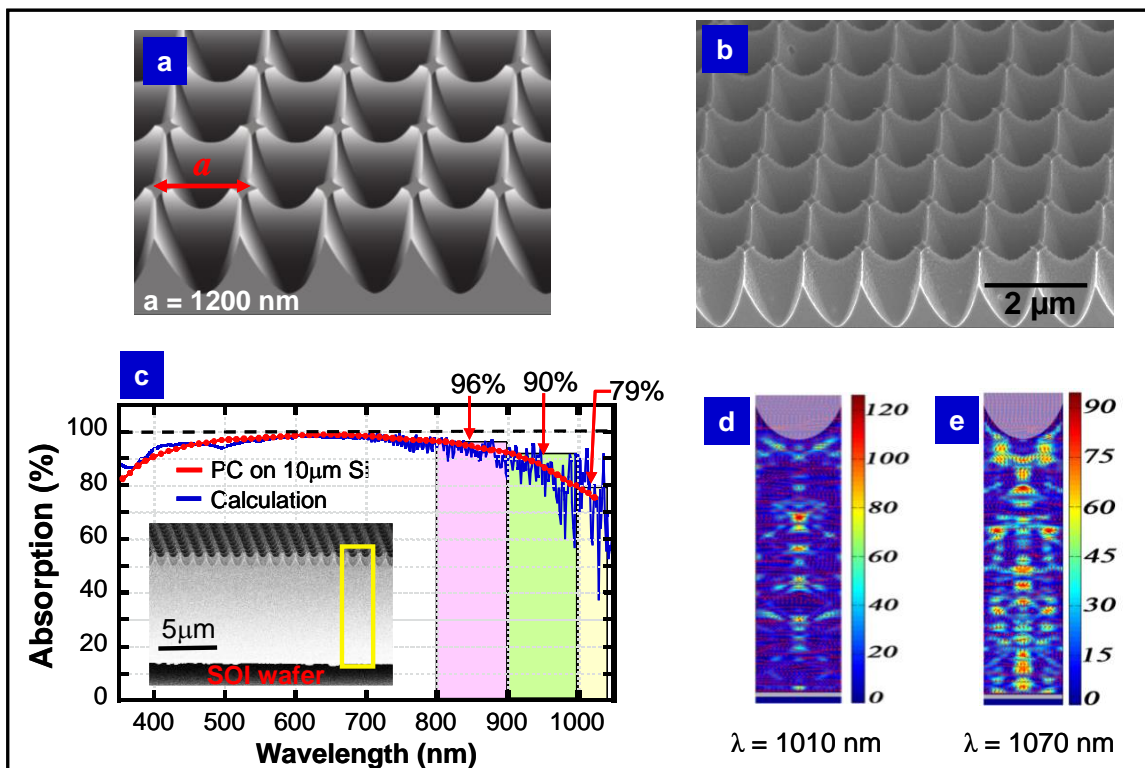 a
a
a = 1200 nm
b
2 µm
c
96%
90%
79%
Absorption (%)
100
80
60
40
20
0
PC on 10µm S
Calculation
5µm
SOI wafer
400
500
600
700
800
900
1000
Wavelength (nm)
d
120
100
80
60
40
20
0
λ = 1010 nm
e
90
75
60
45
30
15
0
λ = 1070 nm